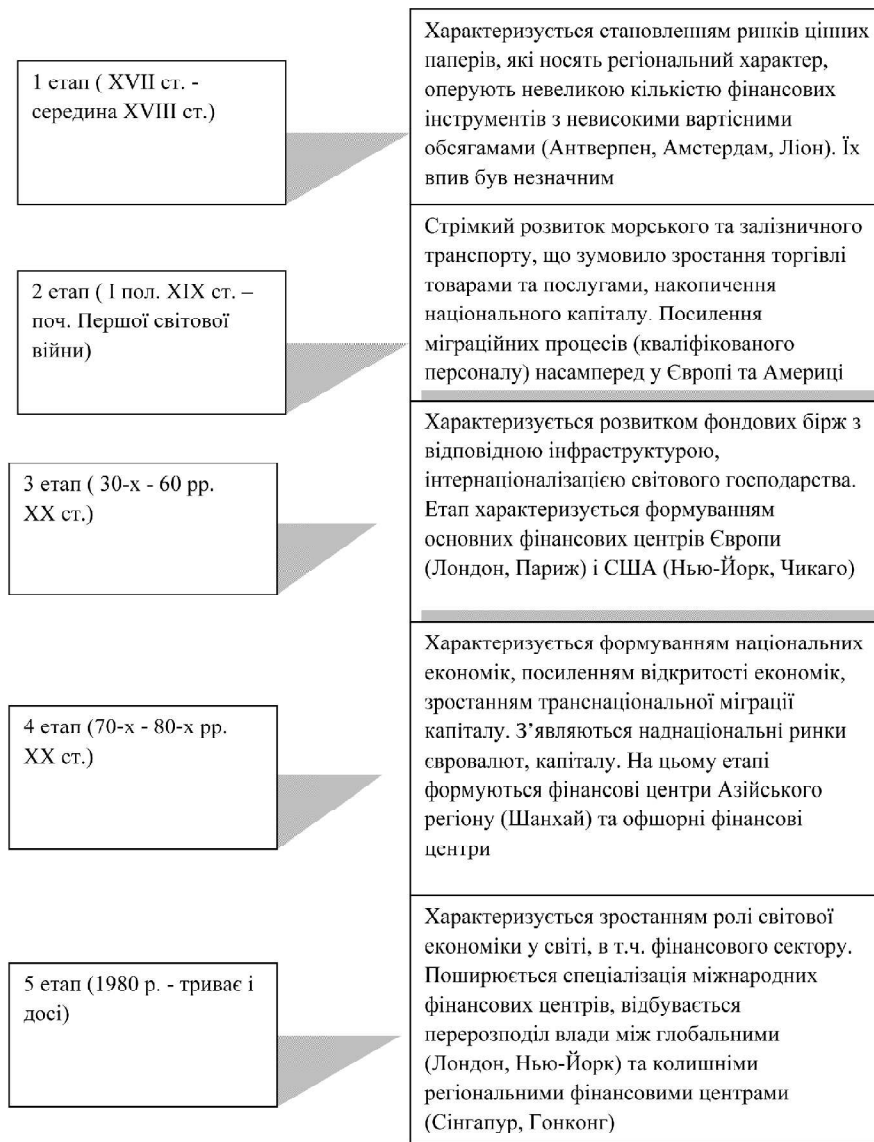 1 етап ( XVII ст. -
середина XVIII ст.)
Характеризується становленням ринків цінних
паперів, які носять регіональний характер,
оперують невеликою кількістю фінансових
інструментів з невисокими вартісними
обсягамами (Антверпен, Амстердам, Ліон). Їх
впив був незначним
2 етап ( І пол. ХІХ ст. –
поч. Першої світової
війни)
Стрімкий розвиток морського та залізничного
транспорту, що зумовило зростання торгівлі
товарами та послугами, накопичення
національного капіталу. Посилення
міграційних процесів (кваліфікованого
персоналу) насамперед у Європі та Америці
3 етап ( 30-х - 60 рр.
ХХ ст.)
Характеризується розвитком фондових бірж з
відповідною інфраструктурою,
інтернаціоналізацією світового господарства.
Етап характеризується формуванням
основних фінансових центрів Європи
(Лондон, Париж) і США (Нью-Йорк, Чикаго)
4 етап (70-х - 80-х рр.
ХХ ст.)
Характеризується формуванням національних
економік, посиленням відкритості економік,
зростанням транснаціональної міграції
капіталу. З’являються наднаціональні ринки
євровалют, капіталу. На цьому етапі
формуються фінансові центри Азійського
регіону (Шанхай) та офшорні фінансові
центри
5 етап (1980 р. - триває і
досі)
Характеризується зростанням ролі світової
економіки у світі, в т.ч. фінансового сектору.
Поширюється спеціалізація міжнародних
фінансових центрів, відбувається
перерозподіл влади між глобальними
(Лондон, Нью-Йорк) та колишніми
регіональними фінансовими центрами
(Сінгапур, Гонконг)